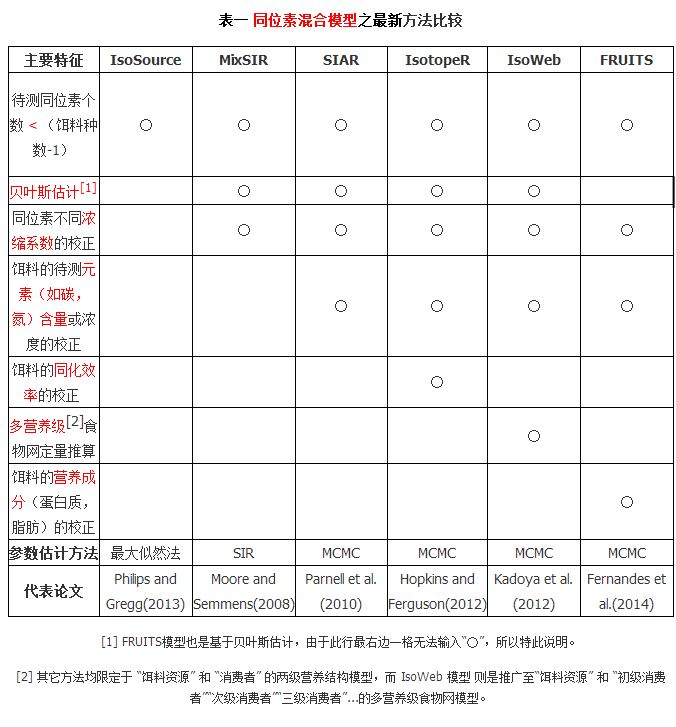 表一 同位素混合模型之最新方法比较
主要特征 IsoSource MixSIR SIAR IsotopeR IsoWeb FRUITS
待测同位素个
数 < （饵料种 ○ ○ ○ ○ ○ ○
数-1）
贝叶斯估计[1] ○ ○ ○ ○
同位素不同浓
缩系数的校正 ○ ○ ○ ○ ○
饵料的待测元
素（如碳，
氮）含量或浓 ○ ○ ○ ○
度的校正
饵料的同化效
率的校正 ○
多营养级[2]食
物网定量推算 ○
饵料的营养成
分（蛋白质， ○
脂肪）的校正
参数估计方法 最大似然法 SIR MCMC MCMC MCMC MCMC
代表论文 Philips and Moore and Parnell et al. Hopkins and Kadoya et al. Fernandes et
Gregg(2013) Semmens(2008) (2010) Ferguson(2012) (2012) al.(2014)
[1] FRUITS模型也是基于贝叶斯估计，由于此行最右边一格无法输入“○”，所以特此说明。
[2] 其它方法均限定于 “饵料资源” 和 “消费者” 的两级营养结构模型，而 IsoWeb 模型 则是推广至“饵料资源” 和 “初级消费
者”“次级消费者”“三级消费者”…的多营养级食物网模型。